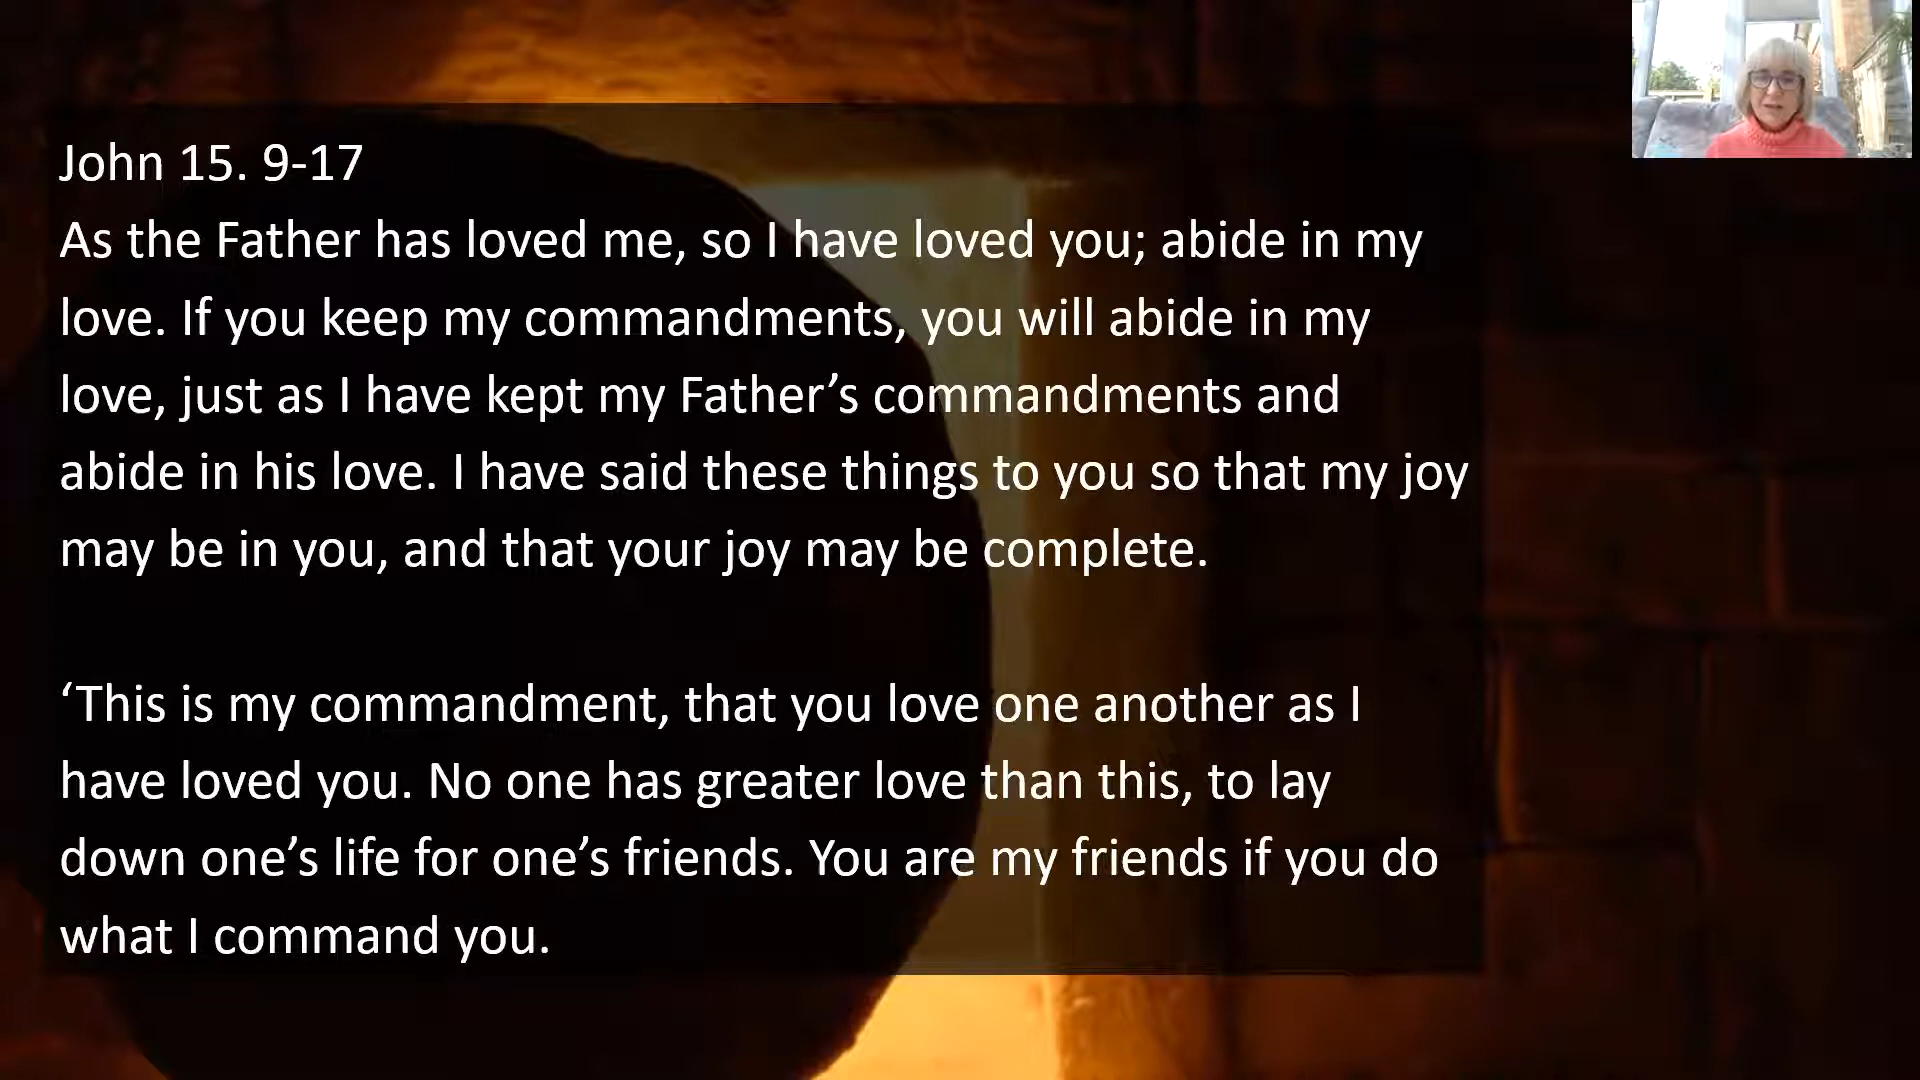 John 15. 9-17
As the Father has loved me, so I have loved you; abide in my
love. If you keep my commandments, you will abide in my
love, just as I have kept my Father’s commandments and
abide in his love. I have said these things to you so that my joy
may be in you, and that your joy may be complete.
‘This is my commandment, that you love one another as I
have loved you. No one has greater love than this, to lay
down one’s life for one’s friends. You are my friends if you do
what I command you.